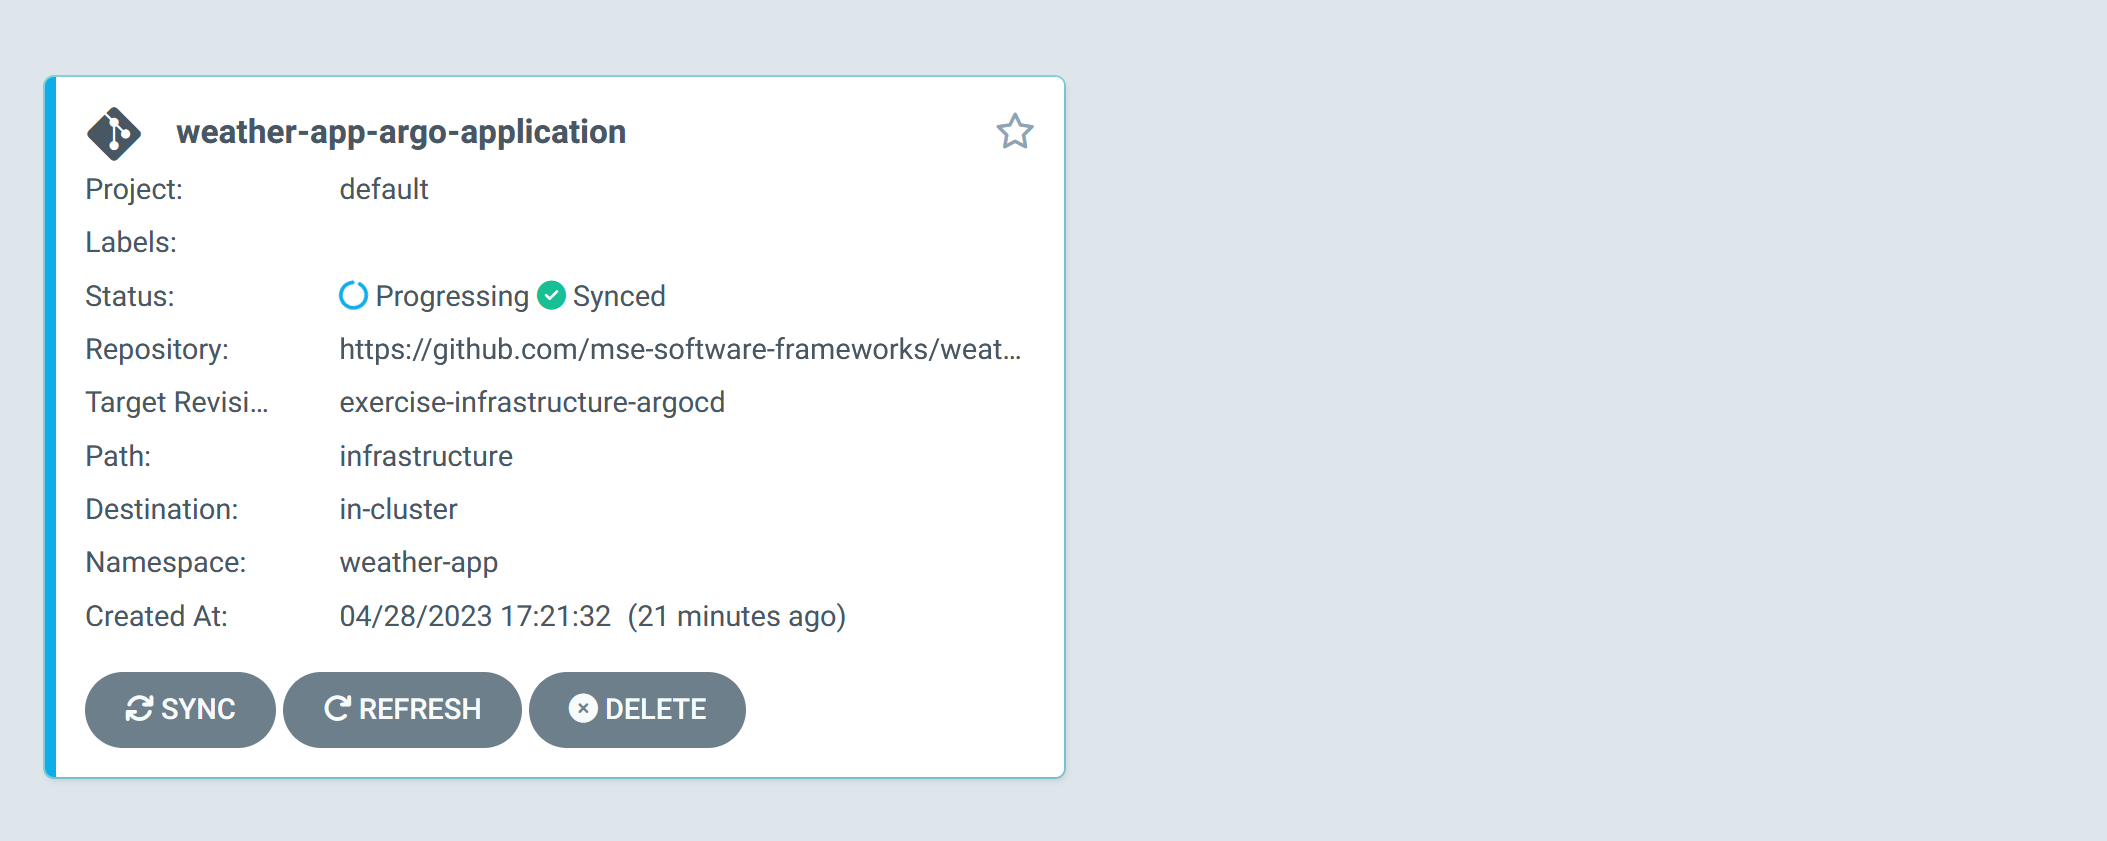 weather-app-argo-application
Project: default
Labels:
Status: Progressing Synced
Repository: https://github.com/mse-software-frameworks/weat...
Target Revisi... exercise-infrastructure-argocd
Path: infrastructure
Destination: in-cluster
Namespace: weather-app
Created At: 04/28/2023 17:21:32 (21 minutes ago)
SYNC REFRESH DELETE